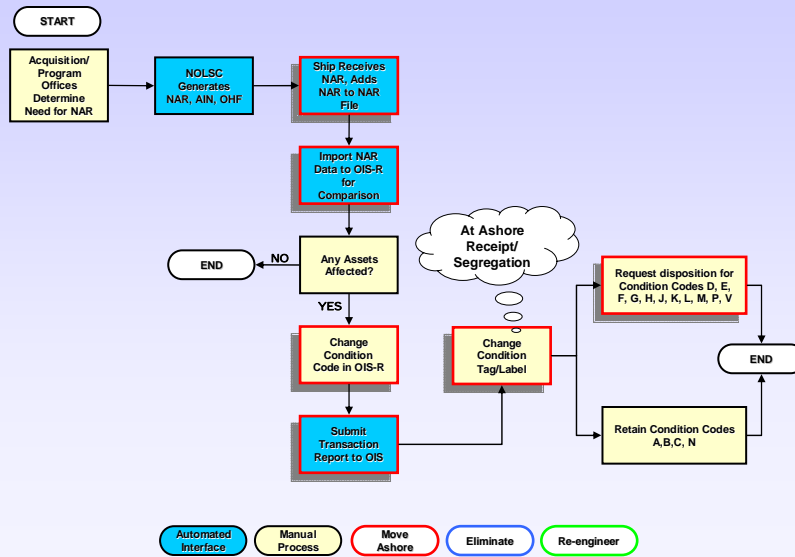 START
Acquisition/
Program
Offices
Determine
Need for NAR
NOLSC
Generates
NAR, AIN, OHF
Ship Receives
NAR, Adds
NAR to NAR
File
Import NAR
Data to OIS-R
for
Comparison
Any Assets
Affected?
NO
END
YES
Change
Condition
Code in OIS-R
Submit
Transaction
Report to OIS
At Ashore
Receipt/
Segregation
Change
Condition
Tag/Label
Request disposition for
Condition Codes D, E,
F, G, H, J, K, L, M, P, V
END
Retain Condition Codes
A,B,C, N
Automated
Interface
Manual
Process
Move
Ashore
Eliminate
Re-engineer